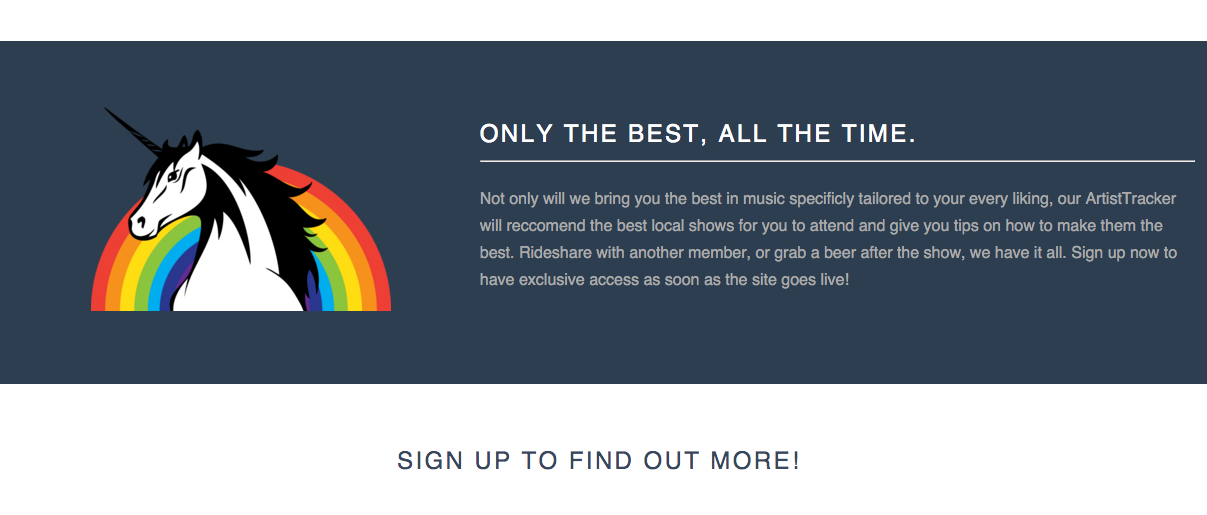 ONLY THE BEST, ALL THE TIME.
Not only will we bring you the best in music specificly tailored to your every liking, our ArtistTracker
will reccomend the best local shows for you to attend and give you tips on how to make them the
best. Rideshare with another member, or grab a beer after the show, we have it all. Sign up now to
have exclusive access as soon as the site goes live!
SIGN UP TO FIND OUT MORE!